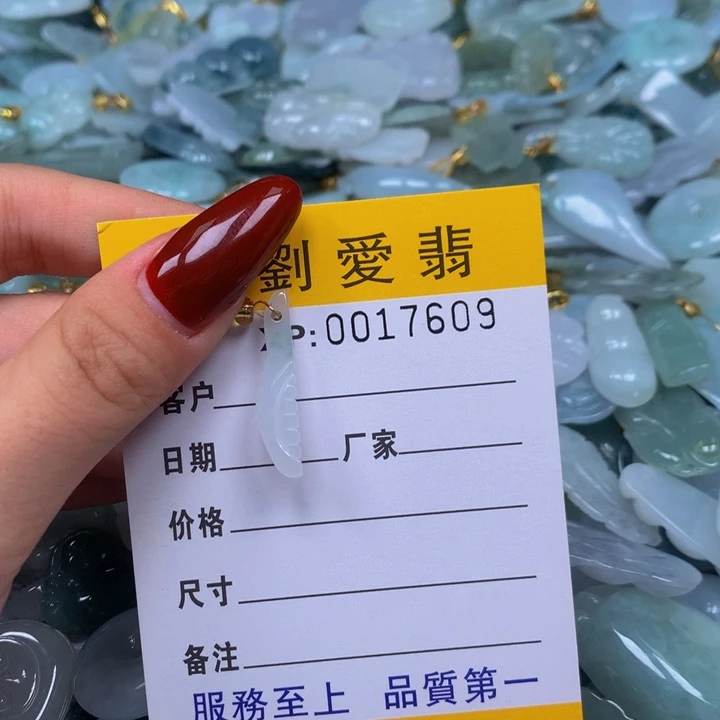 劉愛翡
P:0017609
客户
日期 厂家
价格
尺寸
备注
服務至上 品質第一